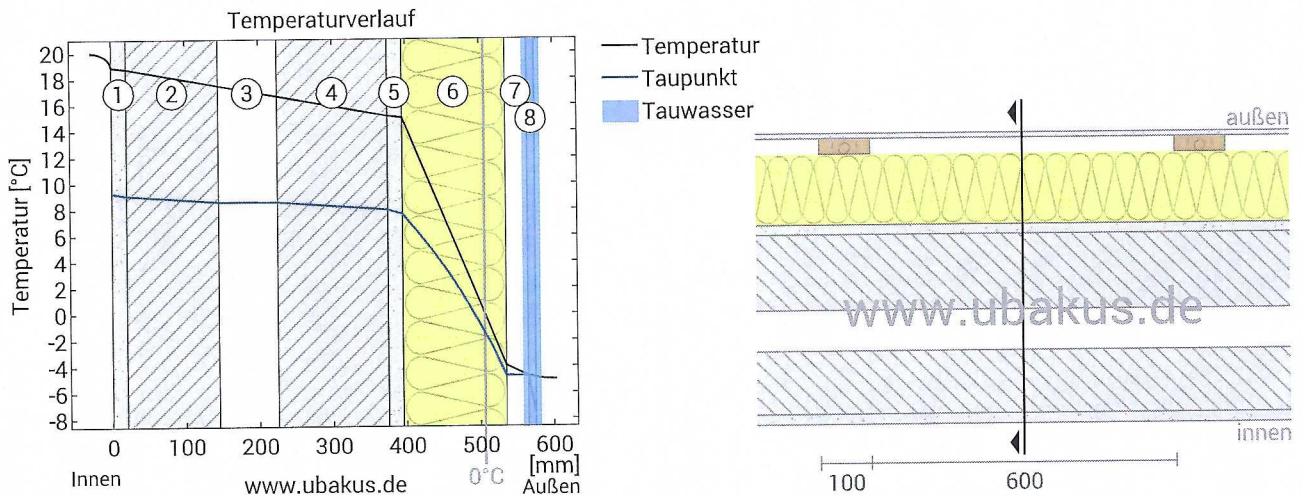 Temperaturverlauf
20
18
16
14
12
10
8
6
4
2
0
-2
-4
-6
-8
Temperatur [°C]
1
2
3
4
5
6
7
8
0
100
200
300
400
500
600
[mm]
Innen
www.ubakus.de
0°C
Außen
Temperatur
Taupunkt
Tauwasser
außen
www.ubakus.de
innen
100
600